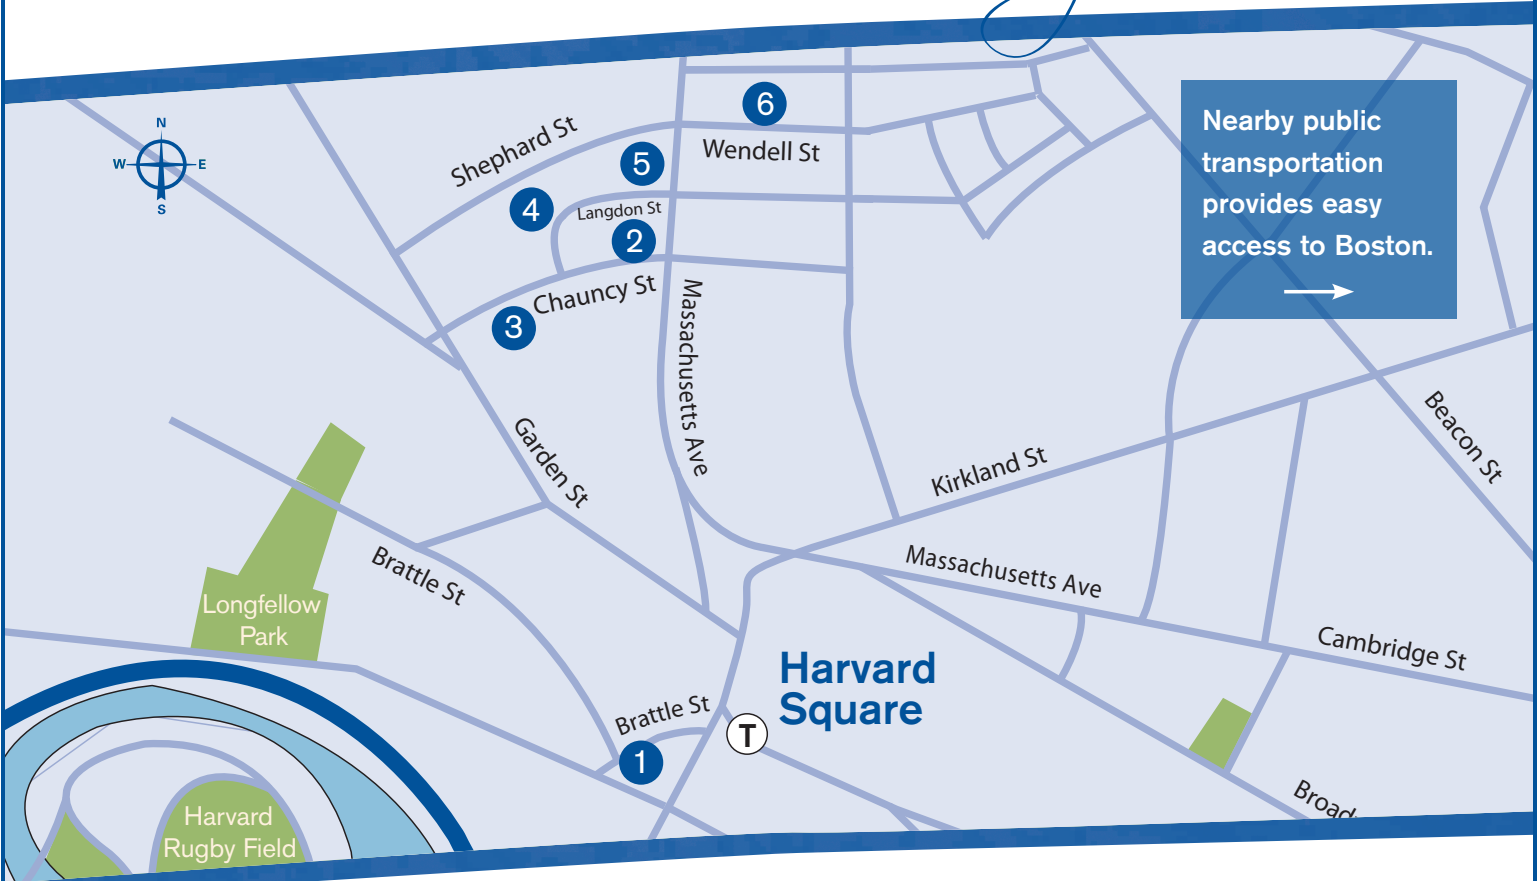 N
W E
S
Shephard St
6
Wendell St
5
4
Langdon St
2
Chauncy St
3
Massachusetts Ave
Nearby public
transportation
provides easy
access to Boston.
Garden St
Kirkland St
Beacon St
Brattle St
Massachusetts Ave
Longfellow
Park
Cambridge St
Harvard
Square
Brattle St
T
1
Broad
Harvard
Rugby Field